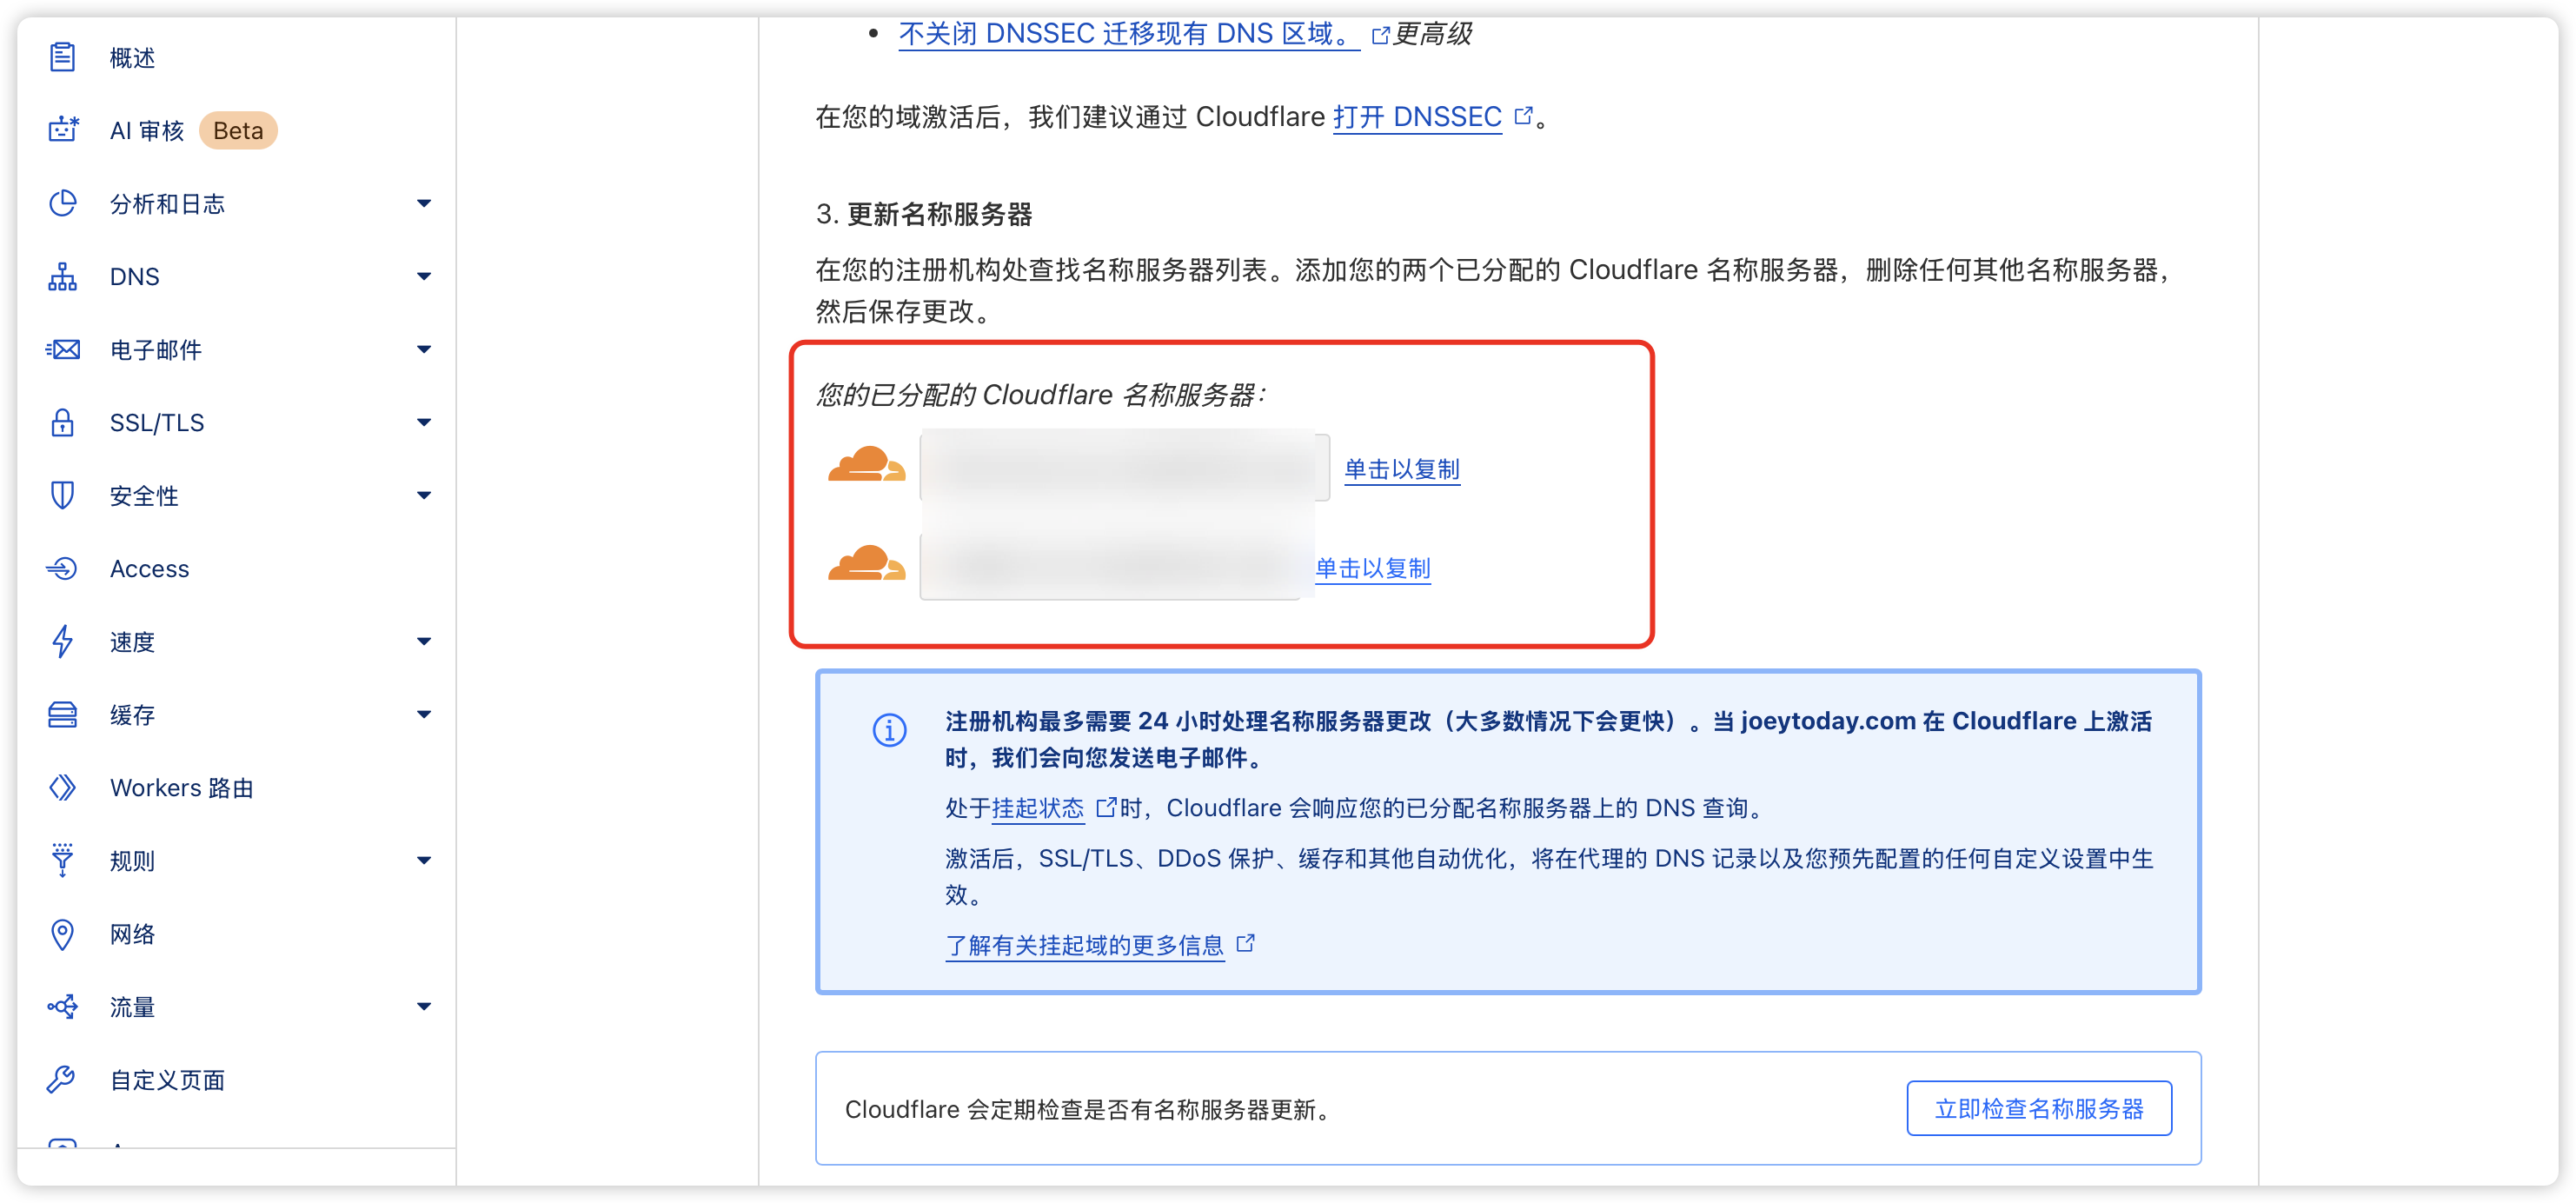 概述
AI 审核 Beta
分析和日志
DNS
电子邮件
SSL/TLS
安全性
Access
速度
缓存
Workers 路由
规则
网络
流量
自定义页面
不关闭 DNSSEC 迁移现有 DNS 区域。 更高级
在您的域激活后，我们建议通过 Cloudflare 打开 DNSSEC 。
3. 更新名称服务器
在您的注册机构处查找名称服务器列表。添加您的两个已分配的 Cloudflare 名称服务器，删除任何其他名称服务器，
然后保存更改。
您的已分配的 Cloudflare 名称服务器：
单击以复制
单击以复制
注册机构最多需要 24 小时处理名称服务器更改（大多数情况下会更快）。当 joeytoday.com 在 Cloudflare 上激活
时，我们会向您发送电子邮件。
处于挂起状态 时，Cloudflare 会响应您的已分配名称服务器上的 DNS 查询。
激活后，SSL/TLS、DDoS 保护、缓存和其他自动优化，将在代理的 DNS 记录以及您预先配置的任何自定义设置中生
效。
了解有关挂起域的更多信息
Cloudflare 会定期检查是否有名称服务器更新。
立即检查名称服务器